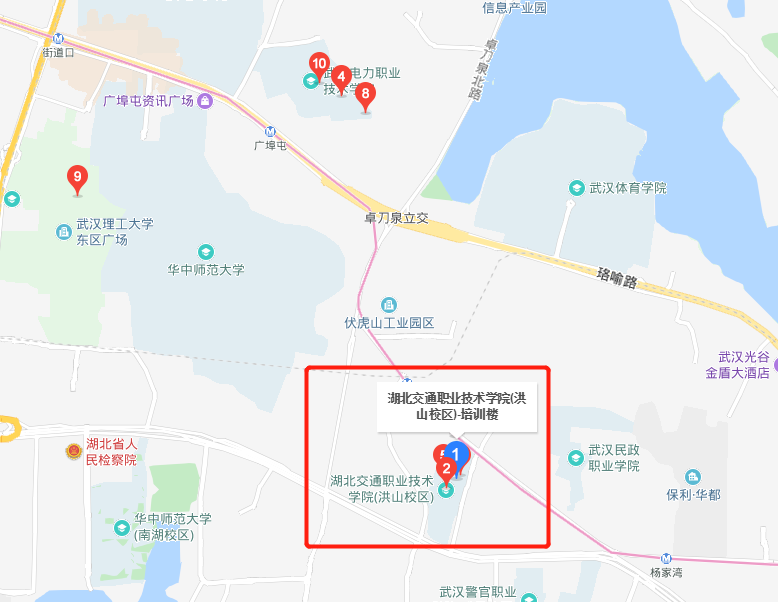 信息产业园
卓刀泉北路
街道口
10
4
武汉电力职业
技术学
8
广埠屯资讯广场
广埠屯
9
武汉体育学院
武汉理工大学
东区广场
卓刀泉立交
华中师范大学
珞喻路
伏虎山工业园区
武汉光谷
金盾大酒店
湖北交通职业技术学院(洪
山校区)-培训楼
湖北省人
民检察院
5
1
2
湖北交通职业技术
学院(洪山校区)
武汉民政
职业学院
保利·华都
华中师范大学
(南湖校区)
杨家湾
武汉警官职业